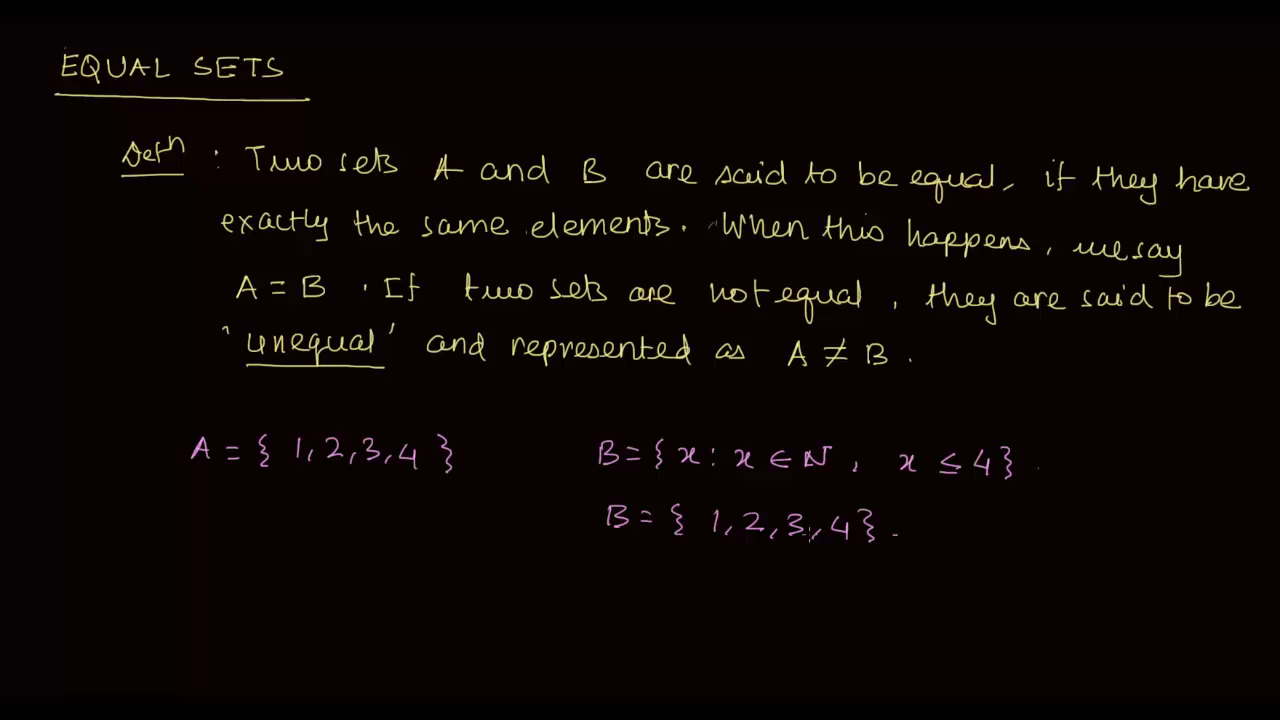 EQUAL SETS
Defn : Two sets A and B are said to be equal, if they have
exactly the same elements. When this happens, we say
A = B . If two sets are not equal, they are said to be
'unequal' and represented as A ≠ B .
A = { 1, 2, 3, 4 } B = { x : x ∈ N , x ≤ 4 } .
B = { 1, 2, 3, 4 } .